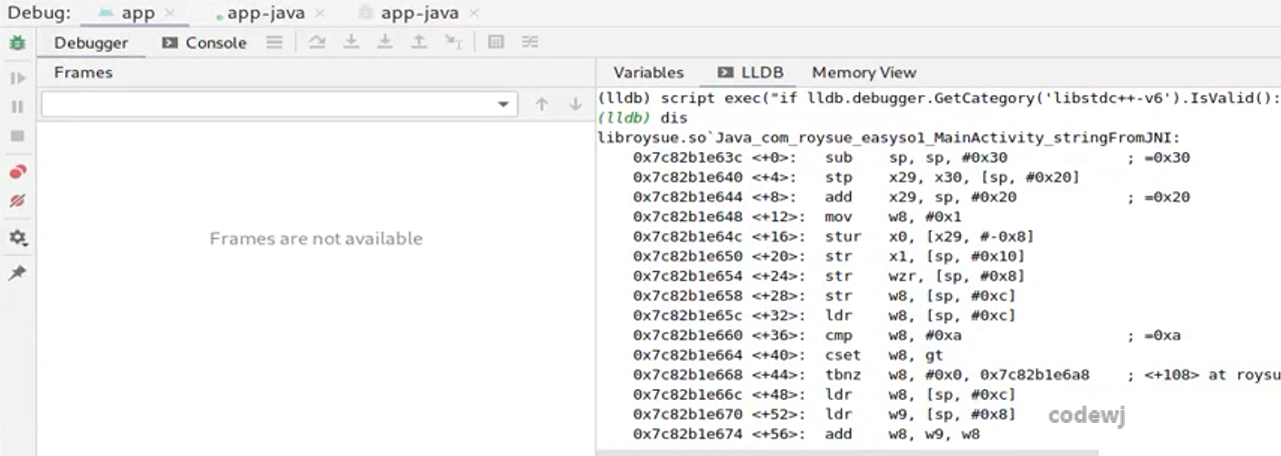 Debug: app app-java app-java
Debugger Console
Frames
Variables LLDB Memory View
Frames are not available
(lldb) script exec("if lldb.debugger.GetCategory('libstdc++-v6').IsValid():
(lldb) dis
libroysue.so`Java_com_roysue_easyso1_MainActivity_stringFromJNI:
0x7c82b1e63c <+0>: sub sp, sp, #0x30 ; =0x30
0x7c82b1e640 <+4>: stp x29, x30, [sp, #0x20]
0x7c82b1e644 <+8>: add x29, sp, #0x20 ; =0x20
0x7c82b1e648 <+12>: mov w8, #0x1
0x7c82b1e64c <+16>: stur x0, [x29, #-0x8]
0x7c82b1e650 <+20>: str x1, [sp, #0x10]
0x7c82b1e654 <+24>: str wzr, [sp, #0x8]
0x7c82b1e658 <+28>: str w8, [sp, #0xc]
0x7c82b1e65c <+32>: ldr w8, [sp, #0xc]
0x7c82b1e660 <+36>: cmp w8, #0xa ; =0xa
0x7c82b1e664 <+40>: cset w8, gt
0x7c82b1e668 <+44>: tbnz w8, #0x0, 0x7c82b1e6a8 ; <+108> at roysu
0x7c82b1e66c <+48>: ldr w8, [sp, #0xc]
0x7c82b1e670 <+52>: ldr w9, [sp, #0x8]
0x7c82b1e674 <+56>: add w8, w9, w8
codewj